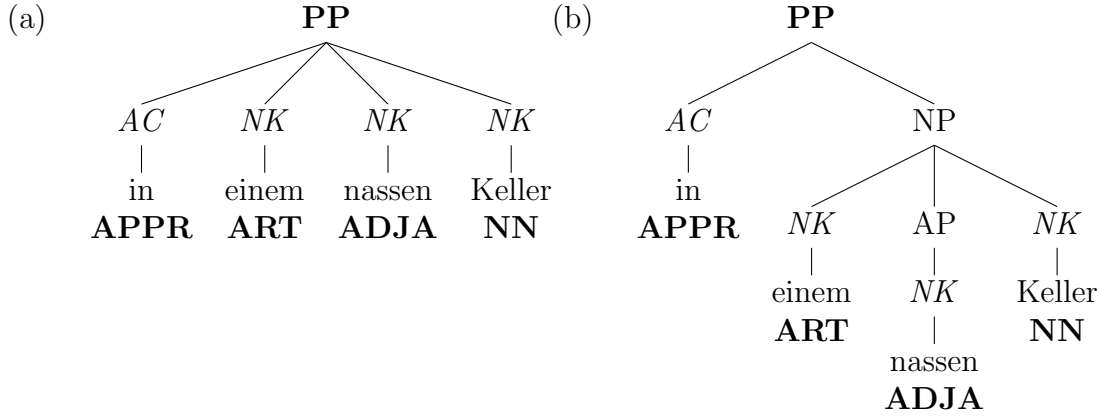 (a)
PP
AC NK NK NK
in einem nassen Keller
APPR ART ADJA NN
(b)
PP
AC NP
in
APPR NK AP NK
einem NK Keller
ART NN
nassen
ADJA